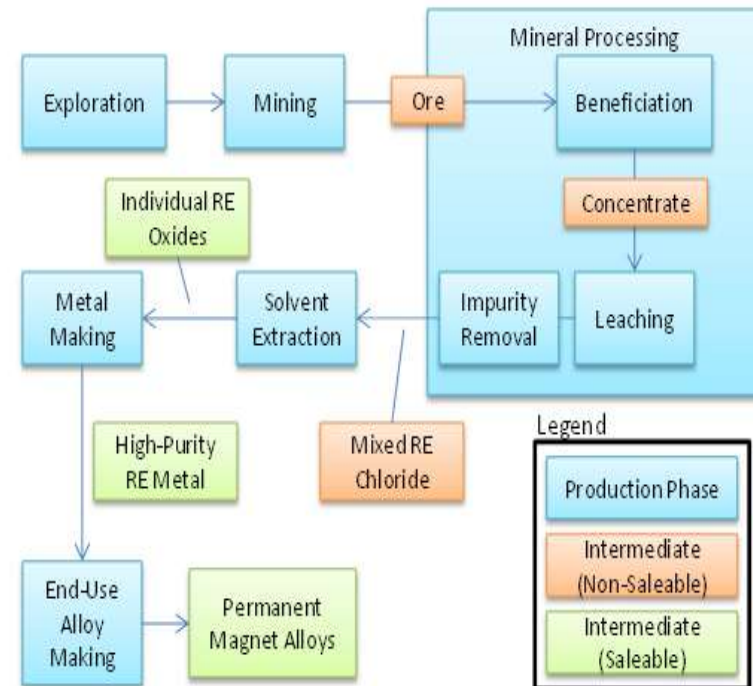 Mineral Processing
Exploration
Mining
Ore
Beneficiation
Concentrate
Individual RE
Oxides
Metal
Making
Solvent
Extraction
Impurity
Removal
Leaching
High-Purity
RE Metal
Mixed RE
Chloride
Legend
Production Phase
Intermediate
(Non-Saleable)
Intermediate
(Saleable)
End-Use
Alloy
Making
Permanent
Magnet Alloys